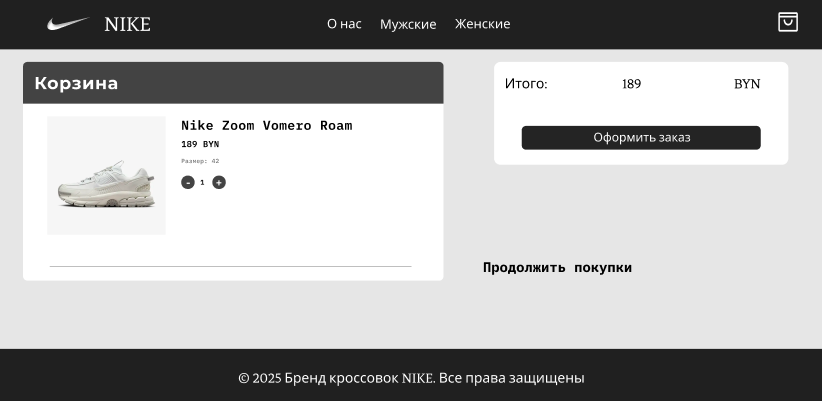 NIKE
О нас
Мужские
Женские
Корзина
Nike Zoom Vomero Roam
189 BYN
Размер: 42
- 1 +
Итого: 189 BYN
Оформить заказ
Продолжить покупки
© 2025 Бренд кроссовок NIKE. Все права защищены